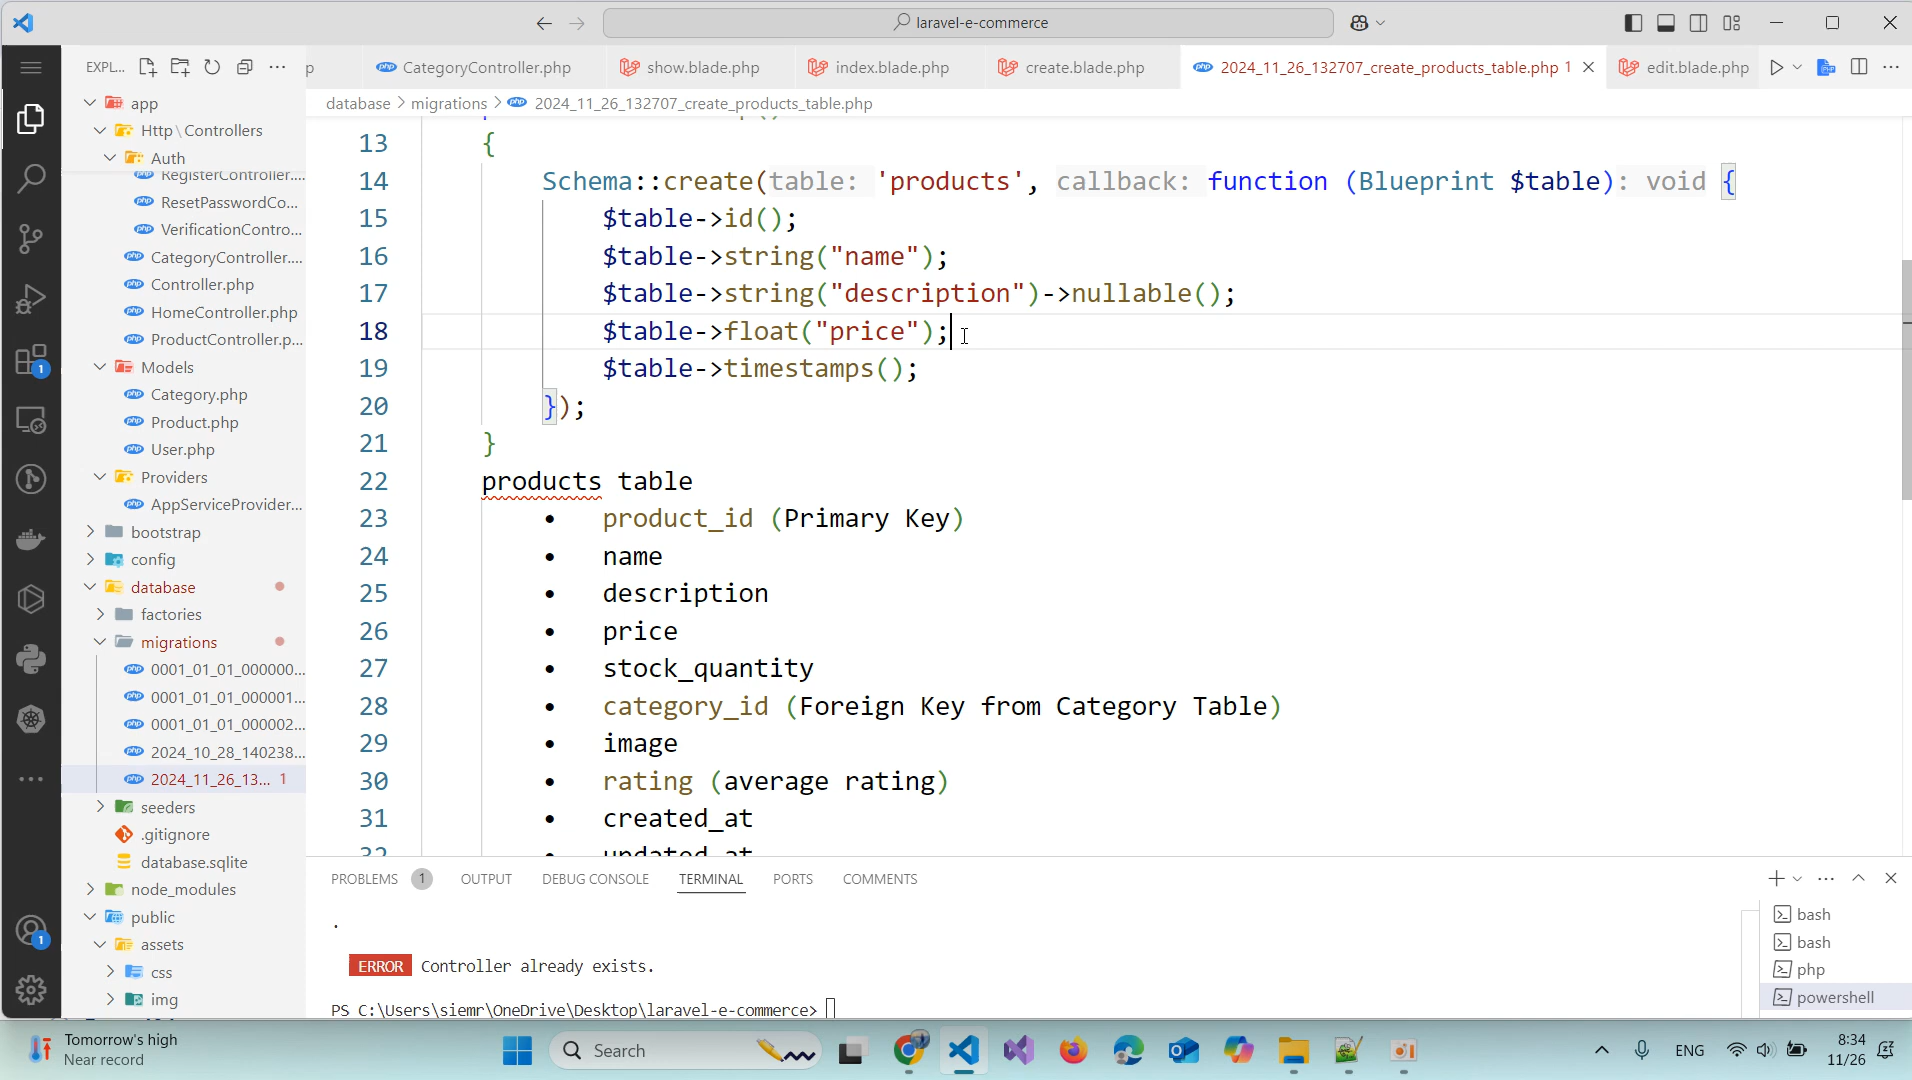 laravel-e-commerce
EXPL...
p
CategoryController.php
show.blade.php
index.blade.php
create.blade.php
2024_11_26_132707_create_products_table.php 1
edit.blade.php
database > migrations > 2024_11_26_132707_create_products_table.php
app
Http\Controllers
Auth
RegisterController....
ResetPasswordCo...
VerificationContro...
CategoryController....
Controller.php
HomeController.php
ProductController.p...
Models
Category.php
Product.php
User.php
Providers
AppServiceProvider...
bootstrap
config
database
factories
migrations
0001_01_01_000000...
0001_01_01_000001...
0001_01_01_000002...
2024_10_28_140238...
2024_11_26_13... 1
seeders
.gitignore
database.sqlite
node_modules
public
assets
css
img
1
1
13 {
14 Schema::create(table: 'products', callback: function (Blueprint $table): void {
15 $table->id();
16 $table->string("name");
17 $table->string("description")->nullable();
18 $table->float("price");
19 $table->timestamps();
20 });
21 }
22 products table
23 • product_id (Primary Key)
24 • name
25 • description
26 • price
27 • stock_quantity
28 • category_id (Foreign Key from Category Table)
29 • image
30 • rating (average rating)
31 • created_at
32 • updated_at
PROBLEMS 1 OUTPUT DEBUG CONSOLE TERMINAL PORTS COMMENTS
.
ERROR Controller already exists.
PS C:\Users\siemr\OneDrive\Desktop\laravel-e-commerce>
bash
bash
php
powershell
Tomorrow's high
Near record
Search
ENG
8:34
11/26